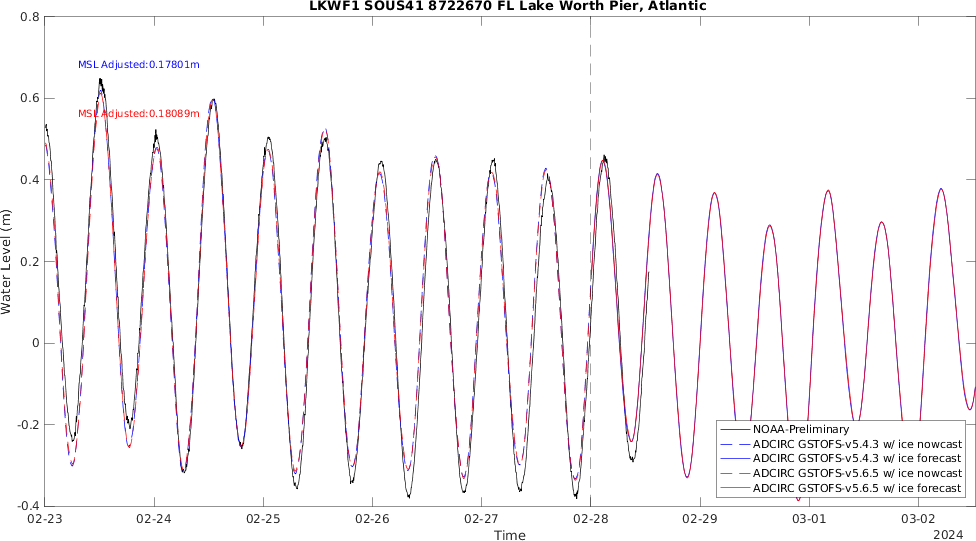 LKWF1 SOUS41 8722670 FL Lake Worth Pier, Atlantic
0.8
MSL Adjusted:0.17801m
0.6
MSL Adjusted:0.18089m
0.4
0.2
Water Level (m)
0
-0.2
-0.4
NOAA-Preliminary
ADCIRC GSTOFS-v5.4.3 w/ ice nowcast
ADCIRC GSTOFS-v5.4.3 w/ ice forecast
ADCIRC GSTOFS-v5.6.5 w/ ice nowcast
ADCIRC GSTOFS-v5.6.5 w/ ice forecast
02-23 02-24 02-25 02-26 02-27 02-28 02-29 03-01 03-02
Time
2024